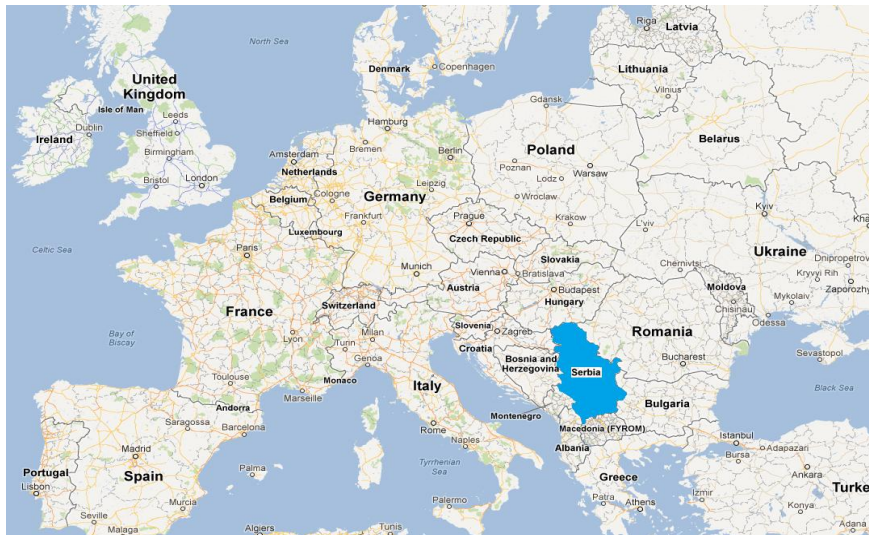 Riga
Latvia
North Sea
Copenhagen
Denmark
Lithuania
Vilnius
United
Kingdom
Isle of Man
Leeds
Gdansk
Hamburg
Bremen
Belarus
Ireland
Dublin
Sheffield
Birmingham
Amsterdam
Berlin
Poland
Poznan
Warsaw
Netherlands
Lodz
Bristol
London
Cologne
Leipzig
Germany
Wroclaw
Belgium
Frankfurt
Prague
Krakow
L'viv
Kyiv
Luxembourg
Czech Republic
Celtic Sea
Paris
Ukraine
Slovakia
Chernivtsi
Dnipropetrov
Munich
Vienna
Bratislava
Kryvyi Rih
Austria
Budapest
Moldova
Zaporozhy
Switzerland
Hungary
Chisinau
Mykolaiv
France
Slovenia
Zagreb
Romania
Odessa
Bay of
Biscay
Lyon
Milan
Turin
Croatia
Genoa
Bosnia and
Herzegovina
Serbia
Bucharest
Sevastopol
Toulouse
Monaco
Italy
Black Sea
Marseille
Andorra
Bulgaria
Saragossa
Montenegro
Barcelona
Rome
Macedonia (FYROM)
Istanbul
Madrid
Naples
Albania
Bursa
Adapazari
Portugal
Palma
Tyrrhenian
Sea
Ankara
Lisbon
Spain
Greece
Turke
Murcia
Patra
Izmir
Seville
Palermo
Athens
Konya
Malaga
Algiers
Tunis
Adana